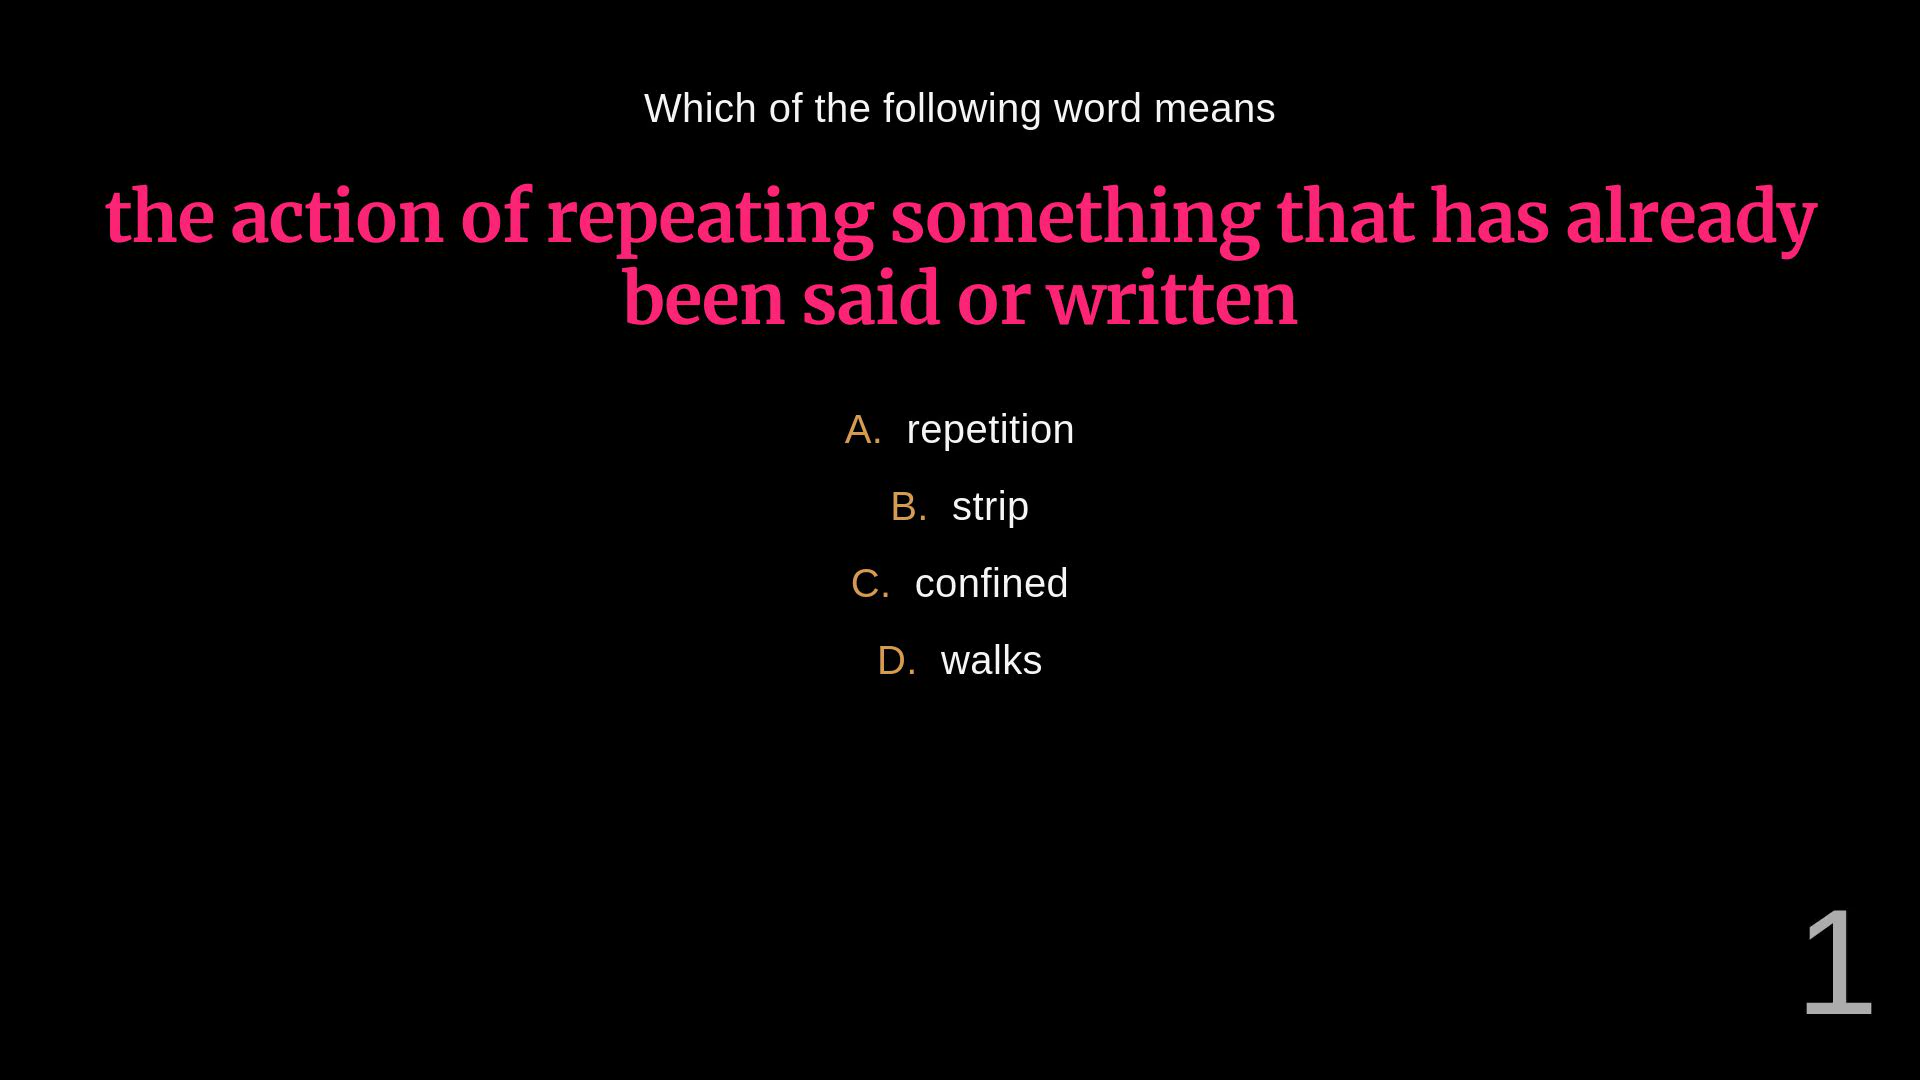 Which of the following word means
the action of repeating something that has already
been said or written
A. repetition
B. strip
C. confined
D. walks
1